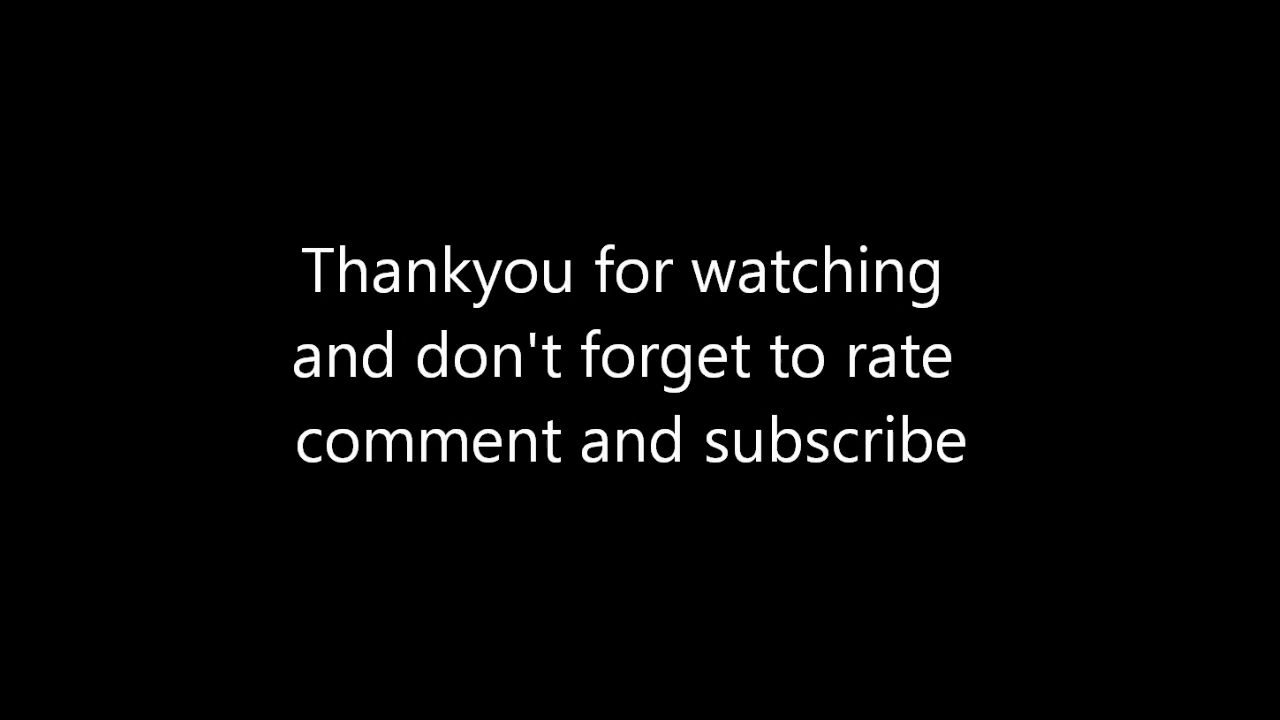 Thankyou for watching
and don't forget to rate
comment and subscribe